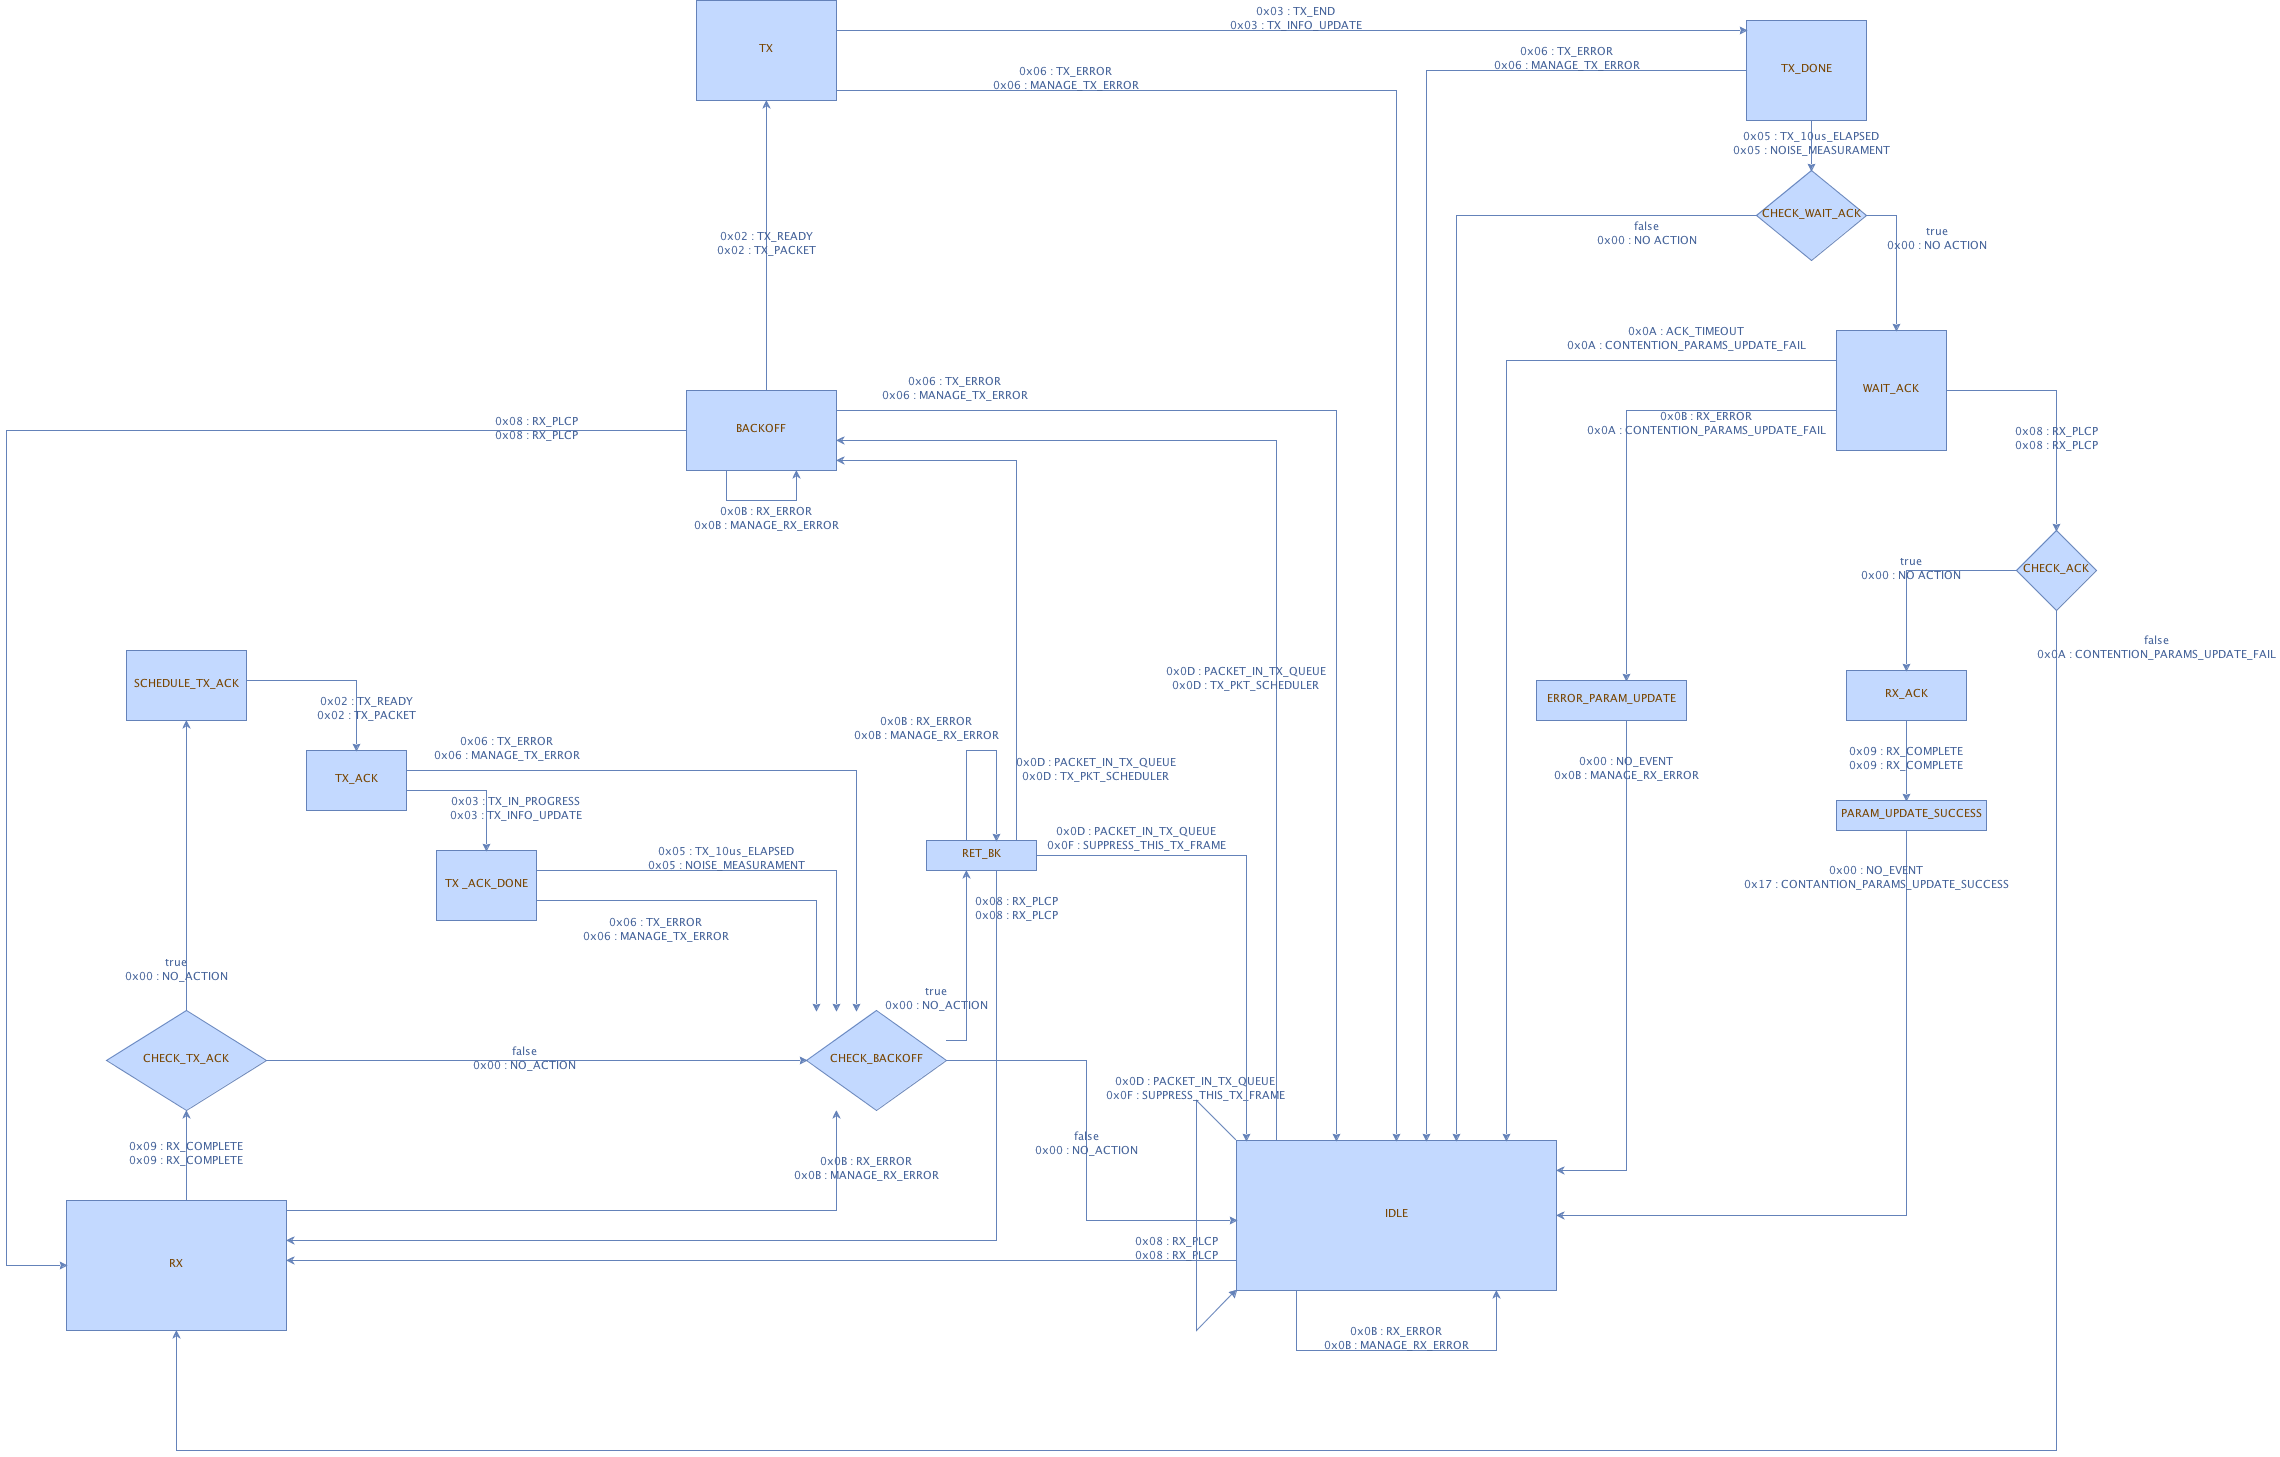 0x03 : TX_END
0x03 : TX_INFO_UPDATE
TX
0x06 : TX_ERROR
0x06 : MANAGE_TX_ERROR
0x06 : TX_ERROR
0x06 : MANAGE_TX_ERROR
TX_DONE
0x05 : TX_10us_ELAPSED
0x05 : NOISE_MEASURAMENT
CHECK_WAIT_ACK
false
0x00 : NO ACTION
true
0x00 : NO ACTION
0x02 : TX_READY
0x02 : TX_PACKET
0x0A : ACK_TIMEOUT
0x0A : CONTENTION_PARAMS_UPDATE_FAIL
WAIT_ACK
0x06 : TX_ERROR
0x06 : MANAGE_TX_ERROR
0x08 : RX_PLCP
0x08 : RX_PLCP
BACKOFF
0x0B : RX_ERROR
0x0A : CONTENTION_PARAMS_UPDATE_FAIL
0x08 : RX_PLCP
0x08 : RX_PLCP
0x0B : RX_ERROR
0x0B : MANAGE_RX_ERROR
true
0x00 : NO ACTION
CHECK_ACK
false
0x0A : CONTENTION_PARAMS_UPDATE_FAIL
SCHEDULE_TX_ACK
0x02 : TX_READY
0x02 : TX_PACKET
0x0D : PACKET_IN_TX_QUEUE
0x0D : TX_PKT_SCHEDULER
ERROR_PARAM_UPDATE
RX_ACK
0x0B : RX_ERROR
0x0B : MANAGE_RX_ERROR
0x06 : TX_ERROR
0x06 : MANAGE_TX_ERROR
TX_ACK
0x0D : PACKET_IN_TX_QUEUE
0x0D : TX_PKT_SCHEDULER
0x00 : NO_EVENT
0x0B : MANAGE_RX_ERROR
0x09 : RX_COMPLETE
0x09 : RX_COMPLETE
0x03 : TX_IN_PROGRESS
0x03 : TX_INFO_UPDATE
PARAM_UPDATE_SUCCESS
0x0D : PACKET_IN_TX_QUEUE
0x0F : SUPPRESS_THIS_TX_FRAME
RET_BK
0x05 : TX_10us_ELAPSED
0x05 : NOISE_MEASURAMENT
TX _ACK_DONE
0x00 : NO_EVENT
0x17 : CONTANTION_PARAMS_UPDATE_SUCCESS
0x08 : RX_PLCP
0x08 : RX_PLCP
0x06 : TX_ERROR
0x06 : MANAGE_TX_ERROR
true
0x00 : NO_ACTION
true
0x00 : NO_ACTION
CHECK_TX_ACK
false
0x00 : NO_ACTION
CHECK_BACKOFF
0x0D : PACKET_IN_TX_QUEUE
0x0F : SUPPRESS_THIS_TX_FRAME
false
0x00 : NO_ACTION
0x09 : RX_COMPLETE
0x09 : RX_COMPLETE
0x0B : RX_ERROR
0x0B : MANAGE_RX_ERROR
IDLE
0x08 : RX_PLCP
0x08 : RX_PLCP
RX
0x0B : RX_ERROR
0x0B : MANAGE_RX_ERROR